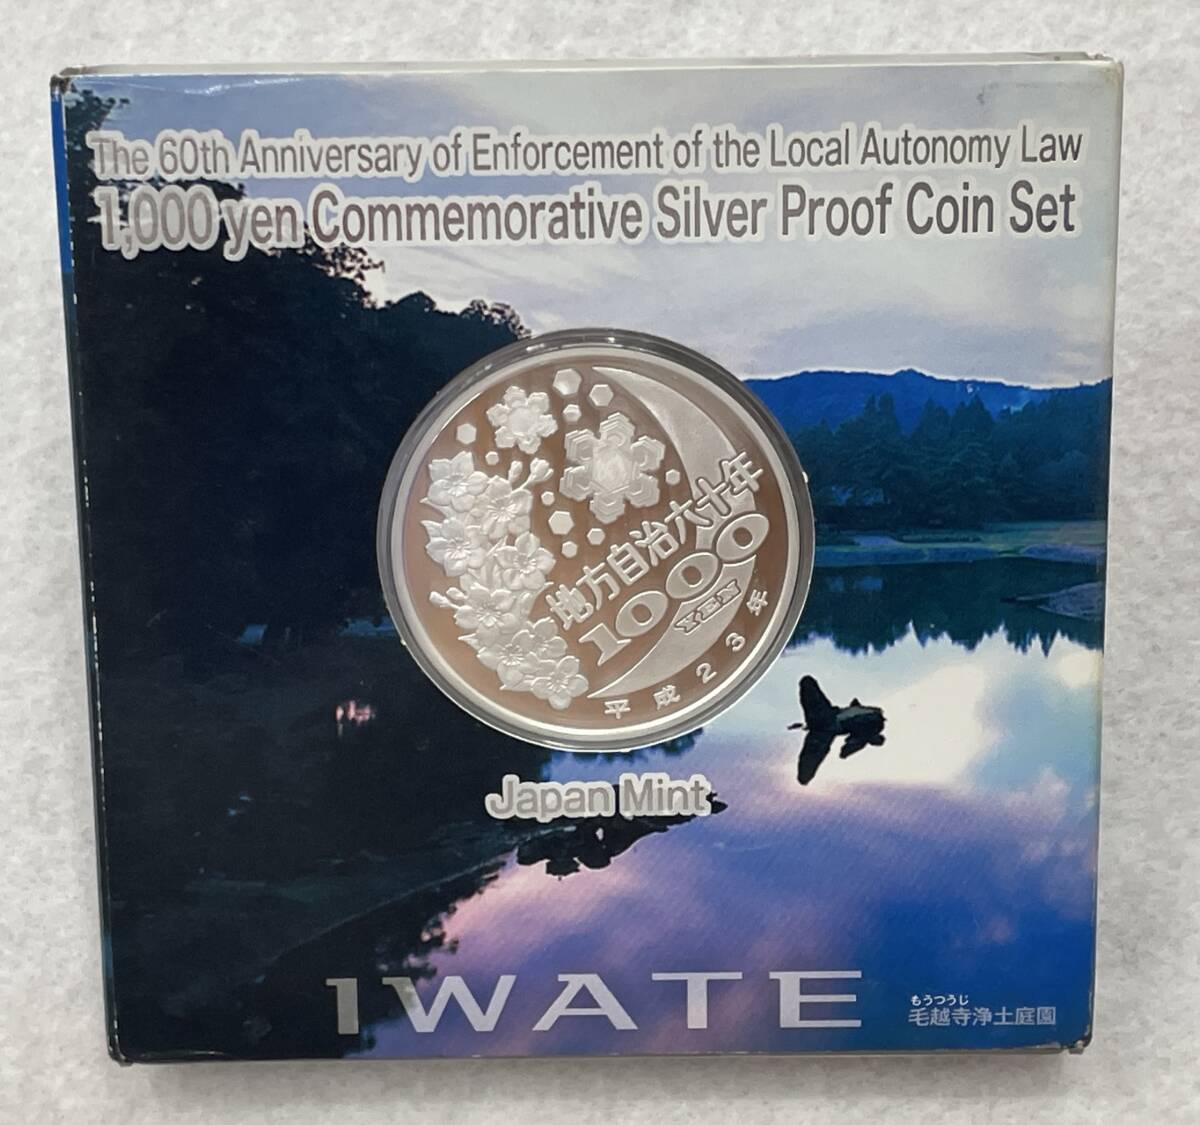 The 60th Anniversary of Enforcement of the Local Autonomy Law
1,000 yen Commemorative Silver Proof Coin Set
地方自治六十年
1000
YEN
平成23年
Japan Mint
IWATE
もうつうじ
毛越寺浄土庭園